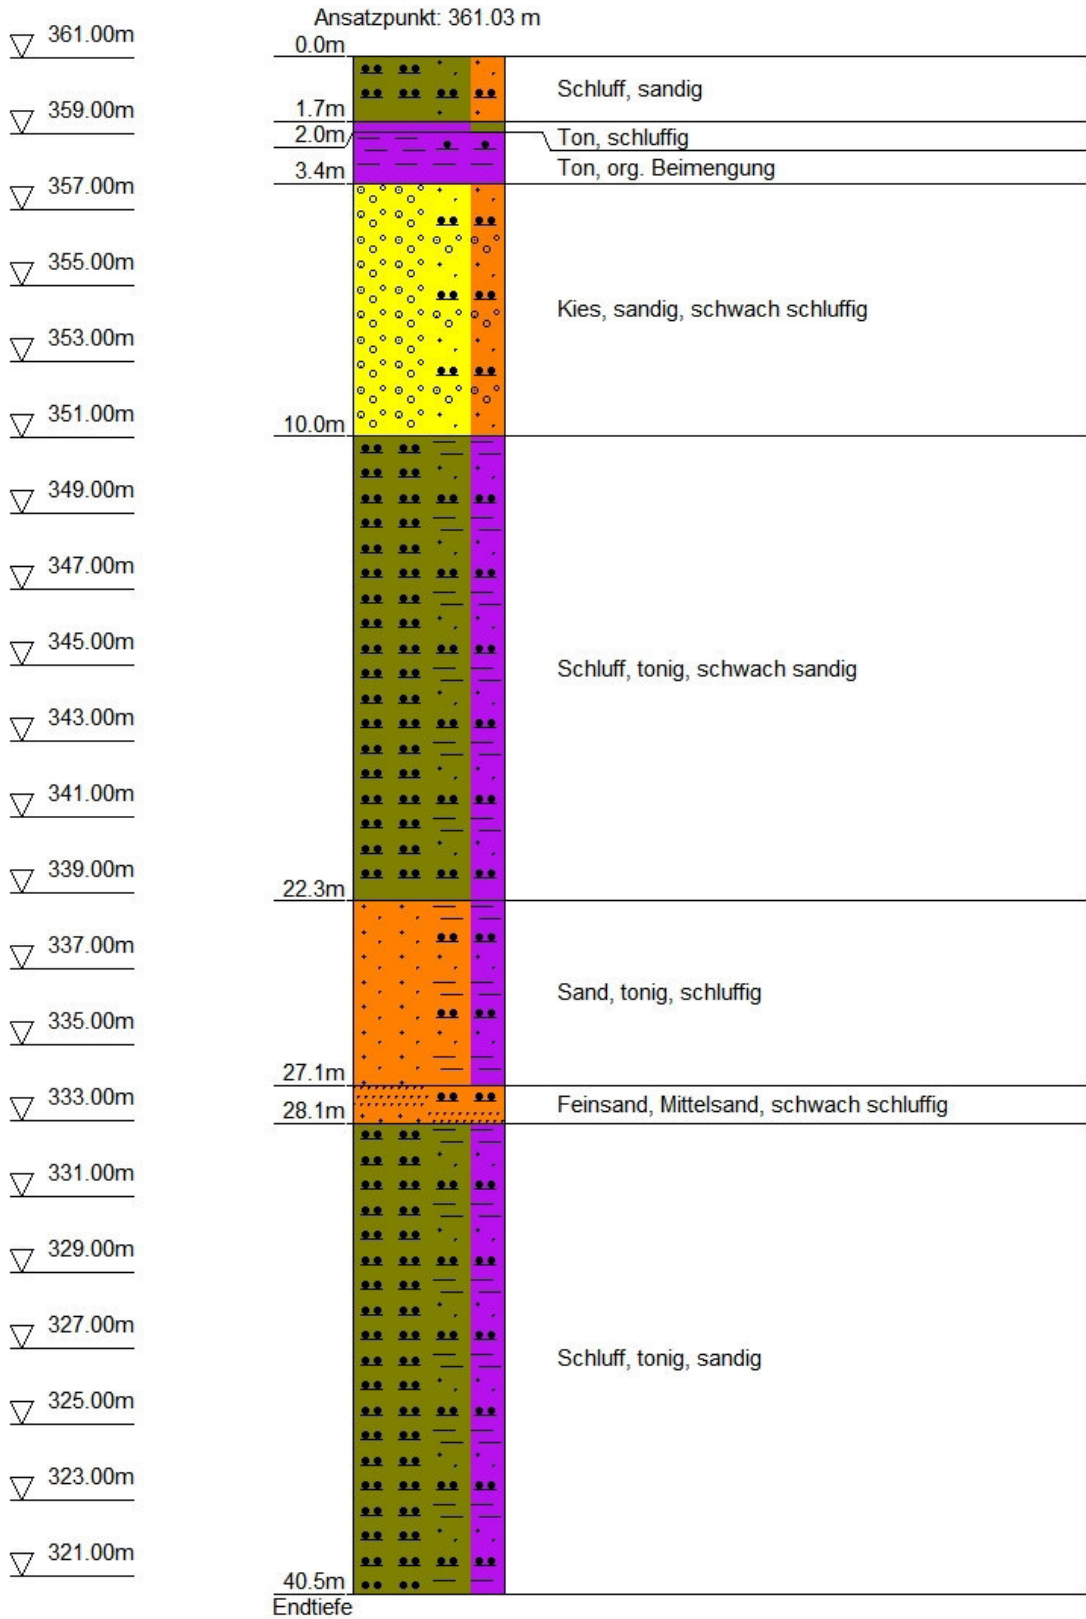 Ansatzpunkt: 361.03 m
361.00m
0.0m
Schluff, sandig
359.00m
1.7m
2.0m
Ton, schluffig
3.4m
Ton, org. Beimengung
357.00m
355.00m
Kies, sandig, schwach schluffig
353.00m
351.00m
10.0m
349.00m
347.00m
345.00m
Schluff, tonig, schwach sandig
343.00m
341.00m
339.00m
22.3m
337.00m
Sand, tonig, schluffig
335.00m
27.1m
333.00m
28.1m
Feinsand, Mittelsand, schwach schluffig
331.00m
329.00m
327.00m
Schluff, tonig, sandig
325.00m
323.00m
321.00m
40.5m
Endtiefe